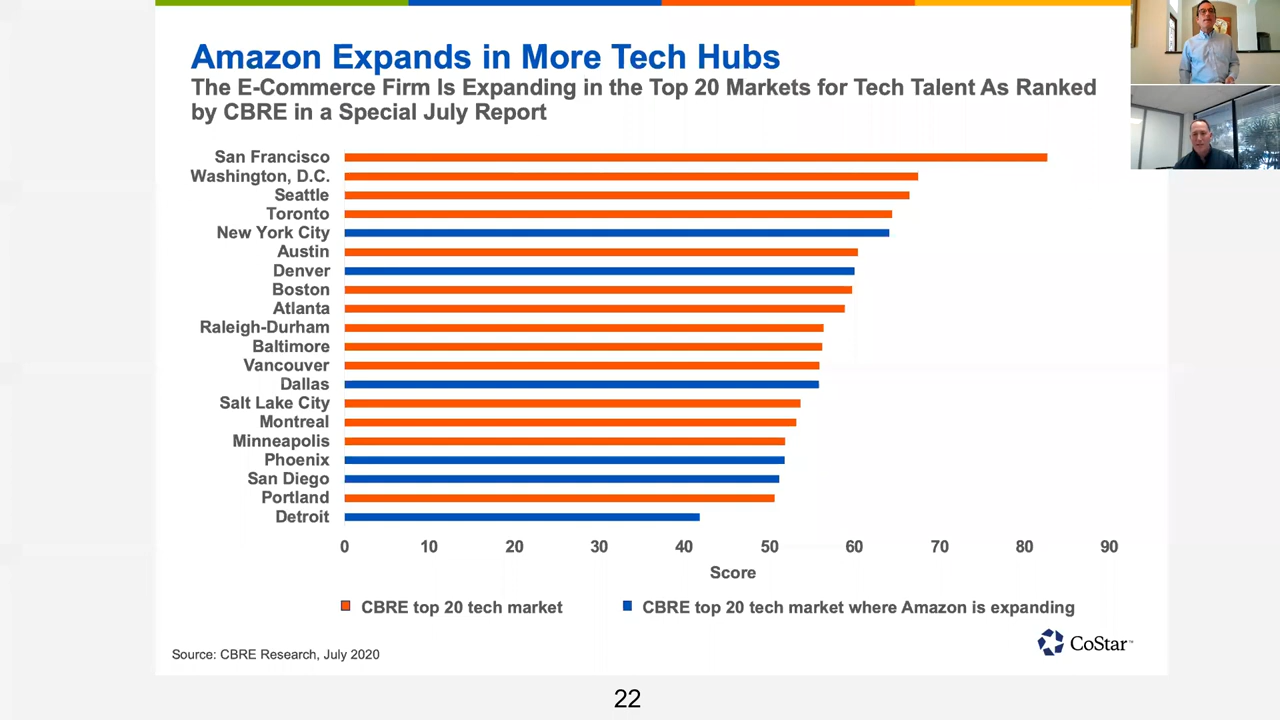 Amazon Expands in More Tech Hubs
The E-Commerce Firm Is Expanding in the Top 20 Markets for Tech Talent As Ranked
by CBRE in a Special July Report
San Francisco
Washington, D.C.
Seattle
Toronto
New York City
Austin
Denver
Boston
Atlanta
Raleigh-Durham
Baltimore
Vancouver
Dallas
Salt Lake City
Montreal
Minneapolis
Phoenix
San Diego
Portland
Detroit
0 10 20 30 40 50 60 70 80 90
Score
CBRE top 20 tech market
CBRE top 20 tech market where Amazon is expanding
CoStar™
Source: CBRE Research, July 2020
22